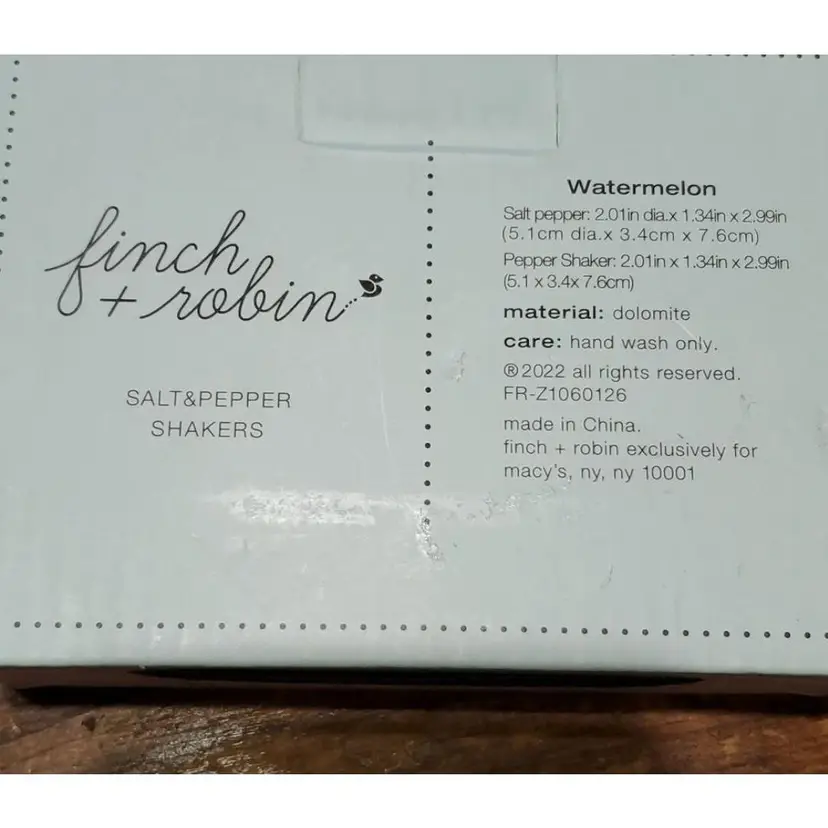 finch
+ robin
SALT&PEPPER
SHAKERS
Watermelon
Salt pepper: 2.01in dia.x 1.34in x 2.99in
(5.1cm dia.x 3.4cm x 7.6cm)
Pepper Shaker: 2.01in x 1.34in x 2.99in
(5.1 x 3.4x 7.6cm)
material: dolomite
care: hand wash only.
®2022 all rights reserved.
FR-Z1060126
made in China.
finch + robin exclusively for
macy's, ny, ny 10001